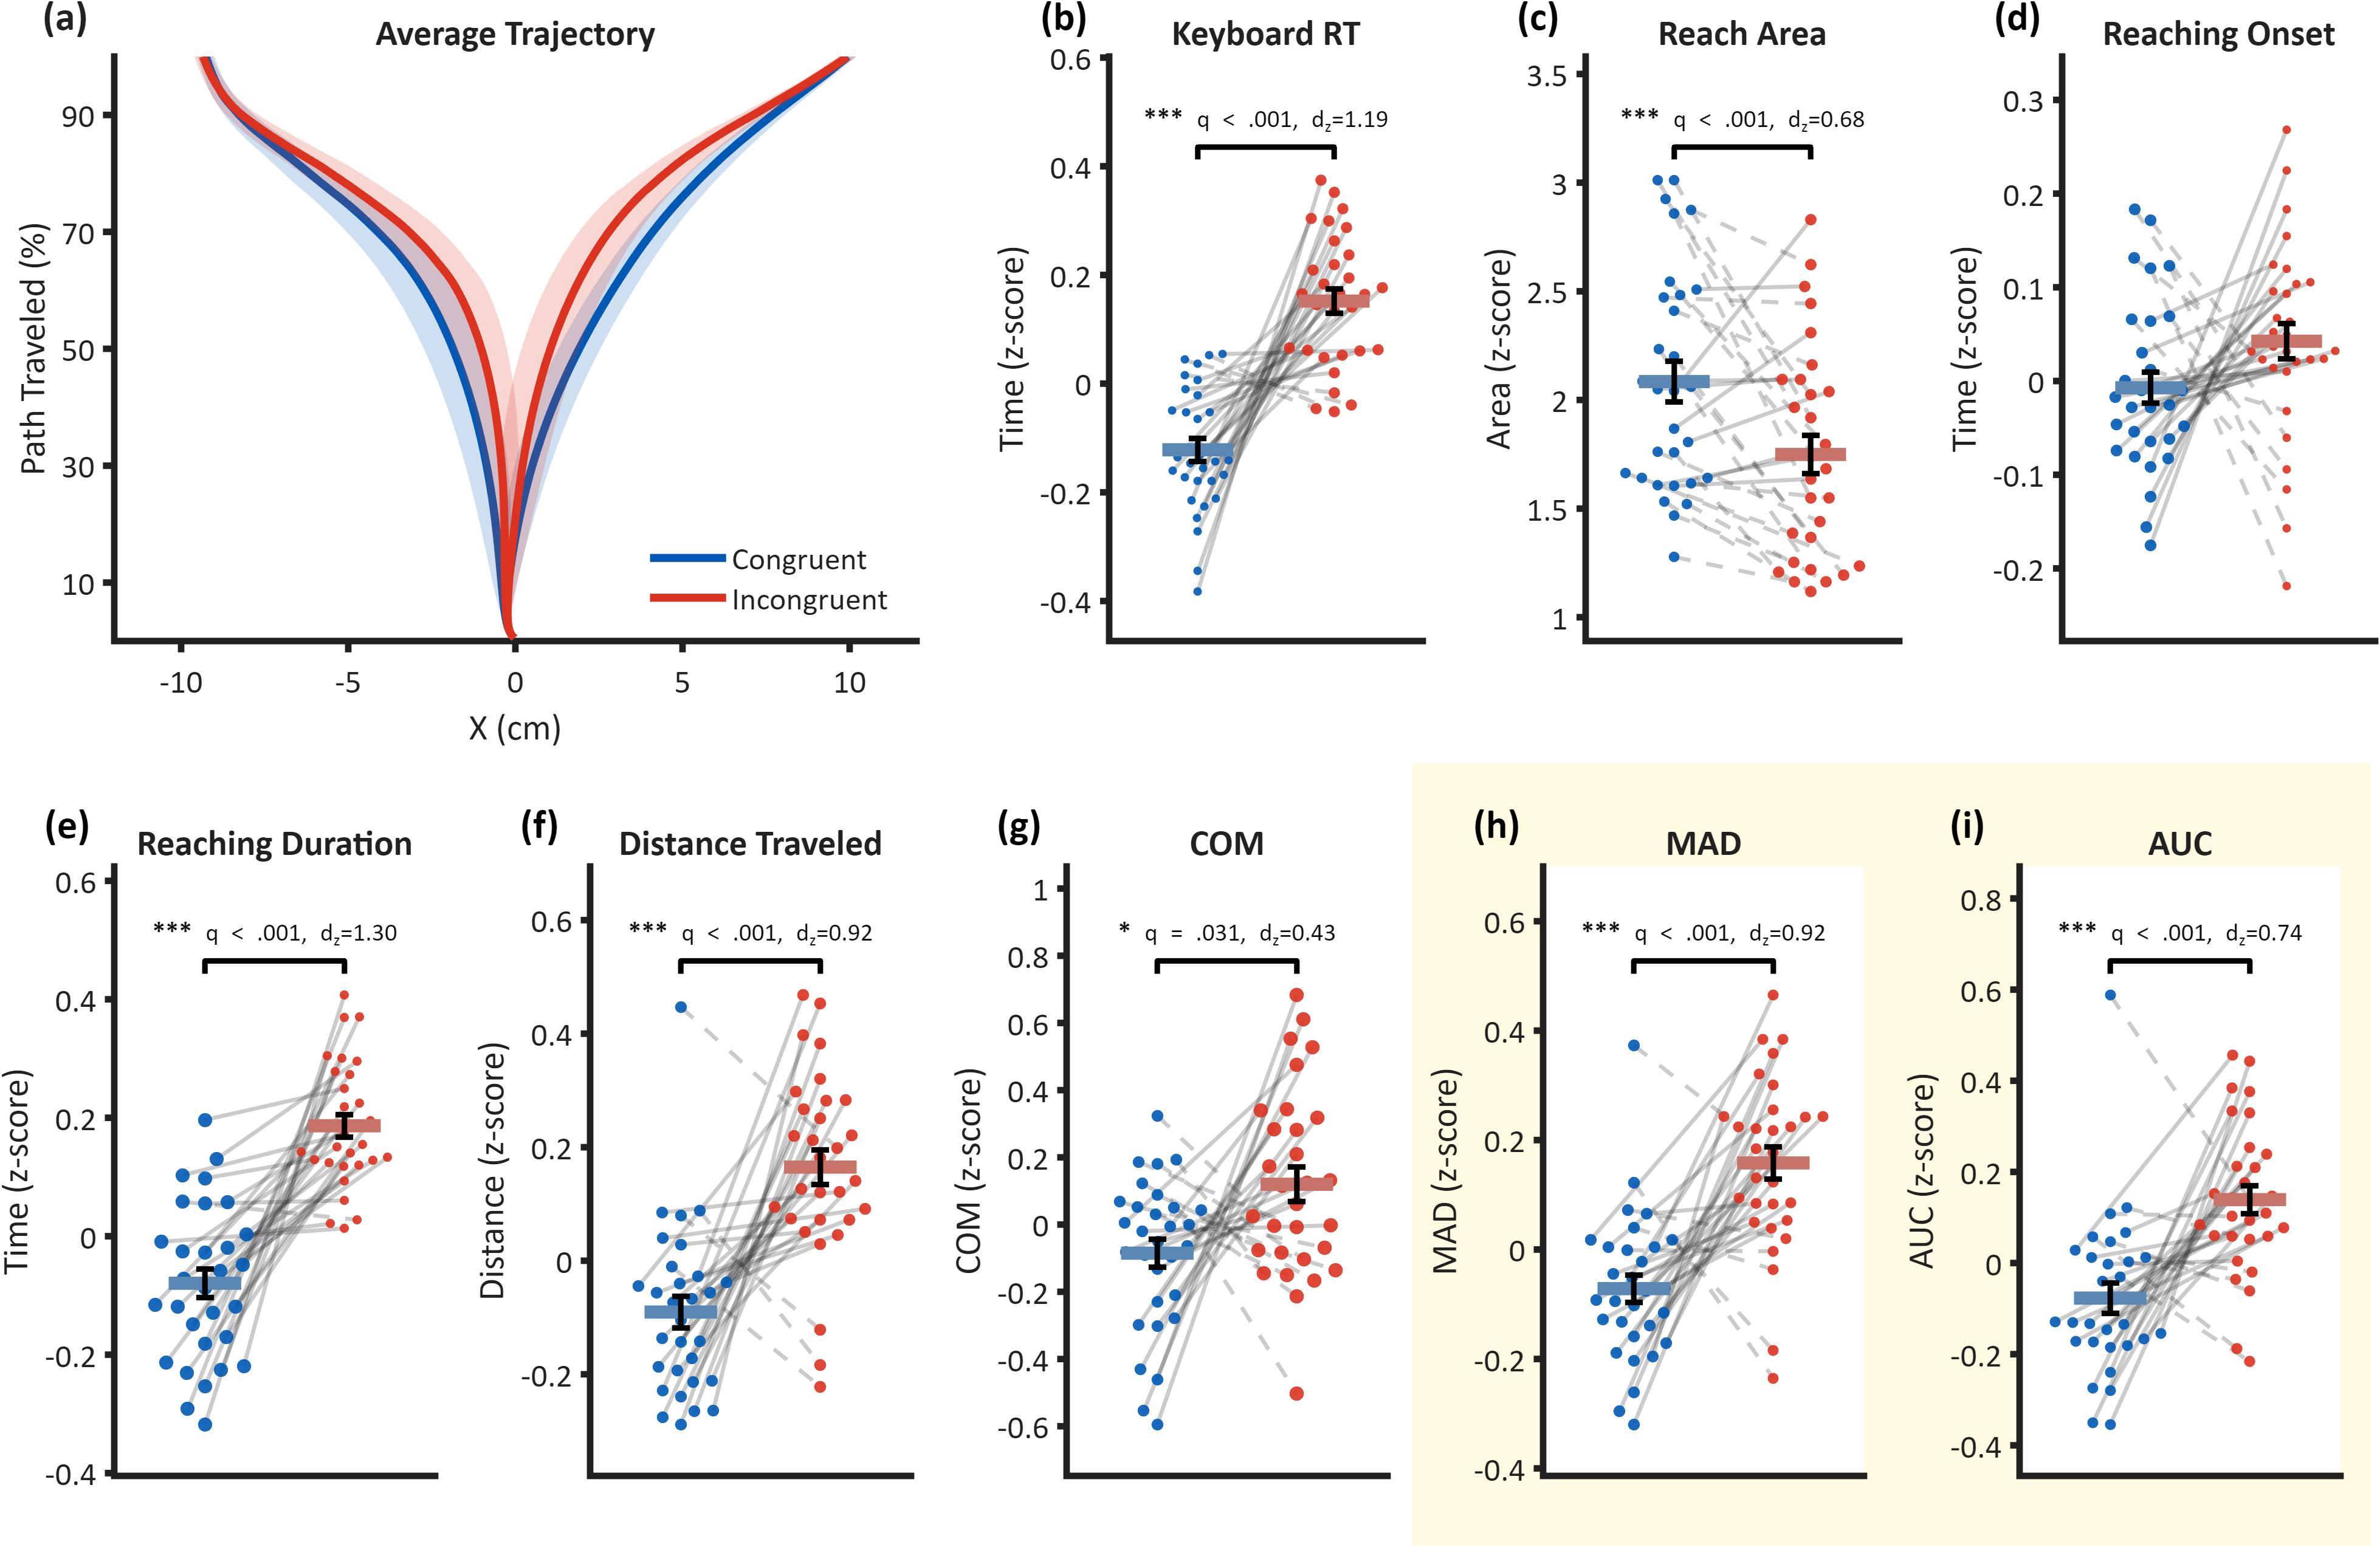 (a)
Average Trajectory
Path Traveled (%)
90
70
50
30
10
Congruent
Incongruent
-10 -5 0 5 10
X (cm)
(b)
Keyboard RT
Time (z-score)
*** q < .001, dz=1.19
0.6
0.4
0.2
0
-0.2
-0.4
(c)
Reach Area
Area (z-score)
*** q < .001, dz=0.68
3.5
3
2.5
2
1.5
1
(d)
Reaching Onset
Time (z-score)
0.3
0.2
0.1
0
-0.1
-0.2
(e)
Reaching Duration
Time (z-score)
*** q < .001, dz=1.30
0.6
0.4
0.2
0
-0.2
-0.4
(f)
Distance Traveled
Distance (z-score)
*** q < .001, dz=0.92
0.6
0.4
0.2
0
-0.2
(g)
COM
COM (z-score)
* q = .031, dz=0.43
1
0.8
0.6
0.4
0.2
0
-0.2
-0.4
-0.6
(h)
MAD
MAD (z-score)
*** q < .001, dz=0.92
0.6
0.4
0.2
0
-0.2
-0.4
(i)
AUC
AUC (z-score)
*** q < .001, dz=0.74
0.8
0.6
0.4
0.2
0
-0.2
-0.4